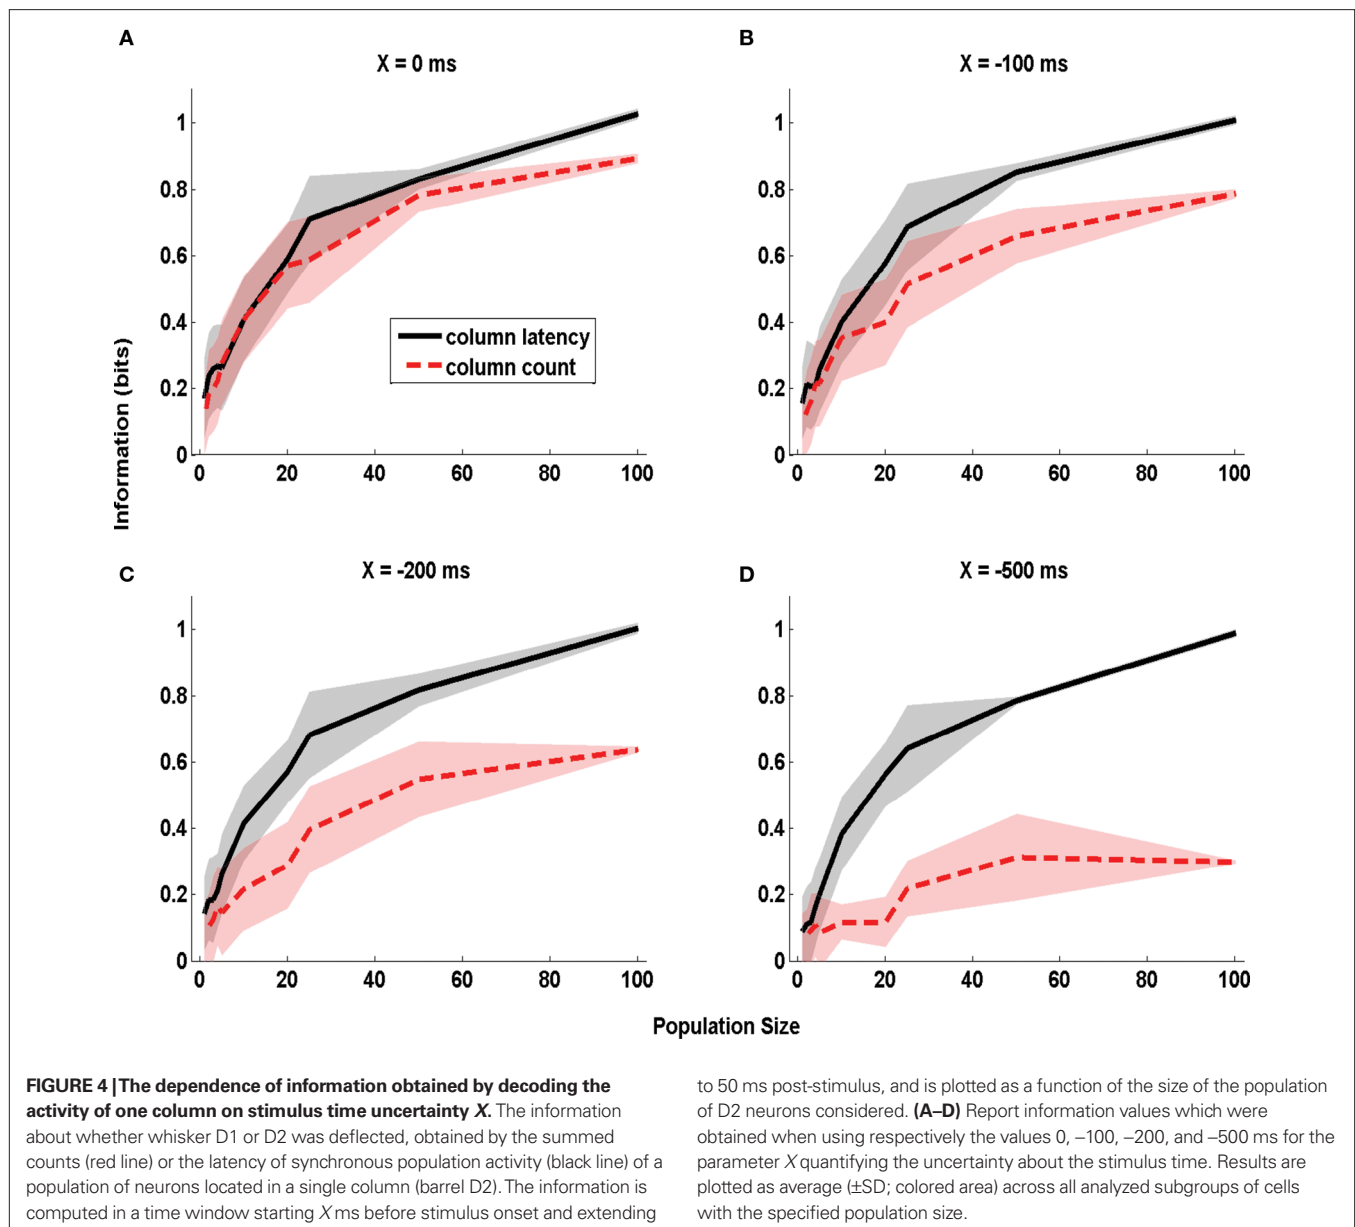 A
X = 0 ms
B
X = -100 ms
1
0.8
0.6
0.4
0.2
0
0 20 40 60 80 100
column latency
column count
1
0.8
0.6
0.4
0.2
0
0 20 40 60 80 100
Information (bits)
C
X = -200 ms
D
X = -500 ms
1
0.8
0.6
0.4
0.2
0
0 20 40 60 80 100
1
0.8
0.6
0.4
0.2
0
0 20 40 60 80 100
Population Size
FIGURE 4 | The dependence of information obtained by decoding the
activity of one column on stimulus time uncertainty X. The information
about whether whisker D1 or D2 was deflected, obtained by the summed
counts (red line) or the latency of synchronous population activity (black line) of a
population of neurons located in a single column (barrel D2). The information is
computed in a time window starting X ms before stimulus onset and extending
to 50 ms post-stimulus, and is plotted as a function of the size of the population
of D2 neurons considered. (A–D) Report information values which were
obtained when using respectively the values 0, –100, –200, and –500 ms for the
parameter X quantifying the uncertainty about the stimulus time. Results are
plotted as average (±SD; colored area) across all analyzed subgroups of cells
with the specified population size.